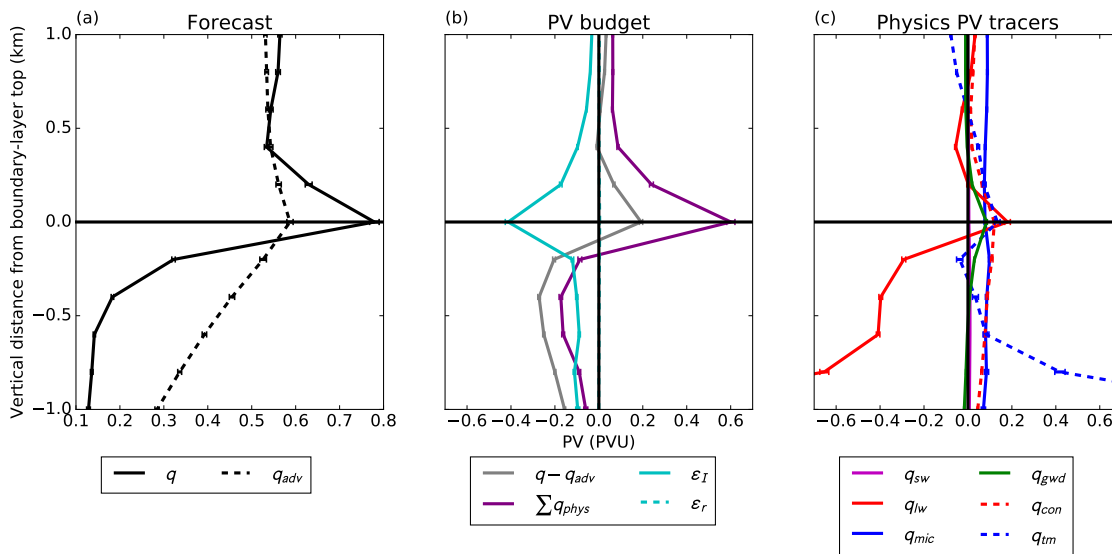 (a) Forecast
(b) PV budget
(c) Physics PV tracers
Vertical distance from boundary-layer top (km)
1.0
0.5
0.0
−0.5
−1.0
0.1 0.2 0.3 0.4 0.5 0.6 0.7 0.8
−0.6 −0.4 −0.2 0.0 0.2 0.4 0.6
−0.6 −0.4 −0.2 0.0 0.2 0.4 0.6
PV (PVU)
q q_adv
q − q_adv ε_I
∑ q_phys ε_r
q_sw q_gwd
q_lw q_con
q_mic q_tm